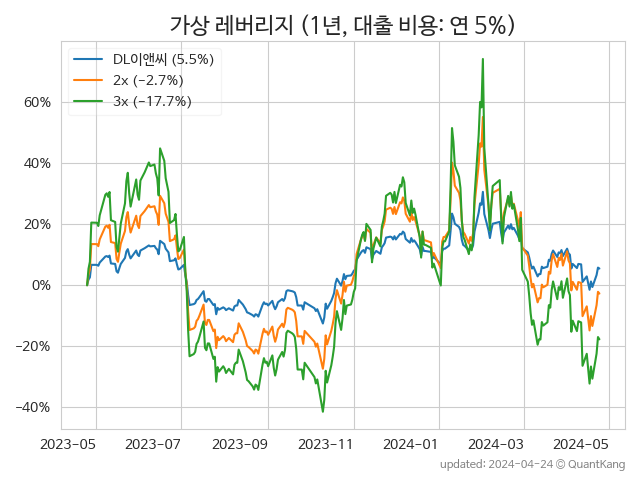 가상 레버리지 (1년, 대출 비용: 연 5%)
DL이앤씨 (5.5%)
2x (−2.7%)
3x (−17.7%)
60%
40%
20%
0%
−20%
−40%
2023-05 2023-07 2023-09 2023-11 2024-01 2024-03 2024-05
updated: 2024-04-24 © QuantKang